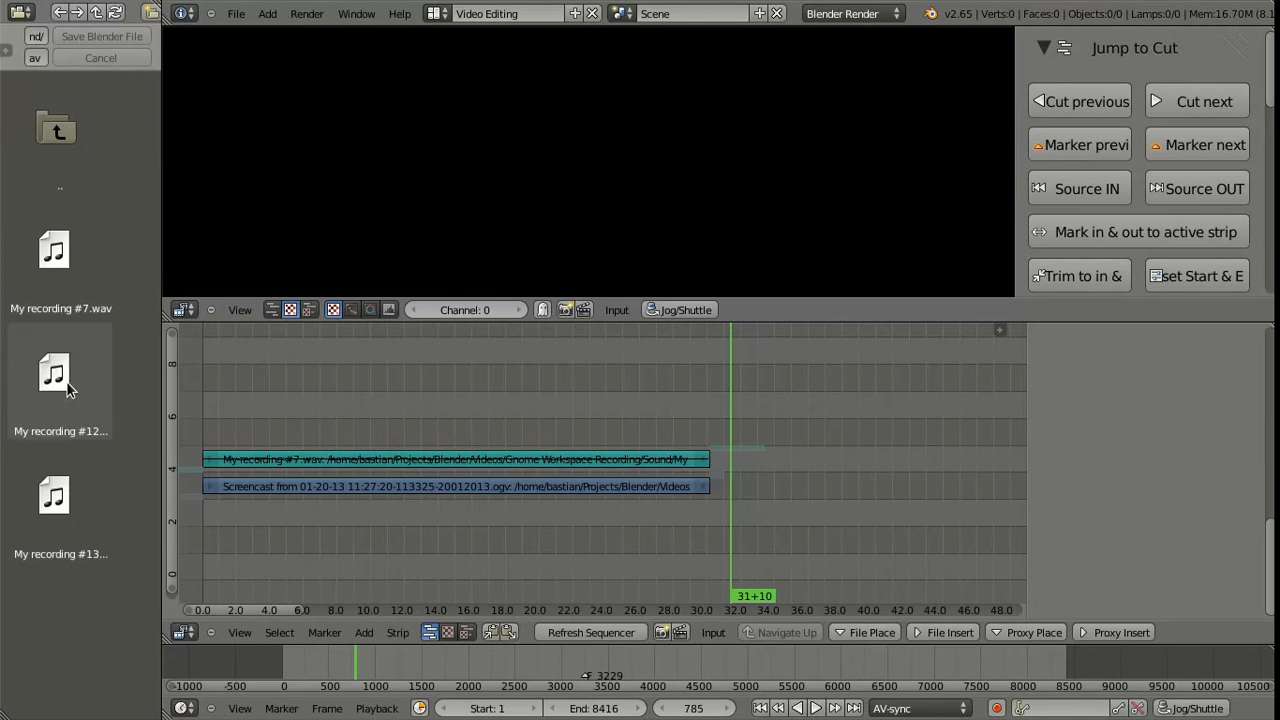 File Add Render Window Help Video Editing Scene Blender Render v2.65 | Verts:0 | Faces:0 | Objects:0/0 | Lamps:0/0 | Mem:16.70M (8.1
nd/ Save Blender File
av Cancel
..
My recording #7.wav
My recording #12...
My recording #13...
Jump to Cut
Cut previous Cut next
Marker previ Marker next
Source IN Source OUT
Mark in & out to active strip
Trim to in & set Start & E
View Channel: 0 Input Jog/Shuttle
8
6
4
2
0
My recording #7.wav: /home/bastian/Projects/Blender/Videos/Gnome Workspace Recording/Sound/My
Screencast from 01-20-13 11:27:20-113325-20012013.ogv: /home/bastian/Projects/Blender/Videos
31+10
0.0 2.0 4.0 6.0 8.0 10.0 12.0 14.0 16.0 18.0 20.0 22.0 24.0 26.0 28.0 30.0 32.0 34.0 36.0 38.0 40.0 42.0 44.0 46.0 48.0
View Select Marker Add Strip Refresh Sequencer Input Navigate Up File Place File Insert Proxy Place Proxy Insert
F 3229
-1000 -500 0 500 1000 1500 2000 2500 3000 3500 4000 4500 5000 5500 6000 6500 7000 7500 8000 8500 9000 9500 10000 10500
View Marker Frame Playback Start: 1 End: 8416 785 AV-sync Jog/Shuttle